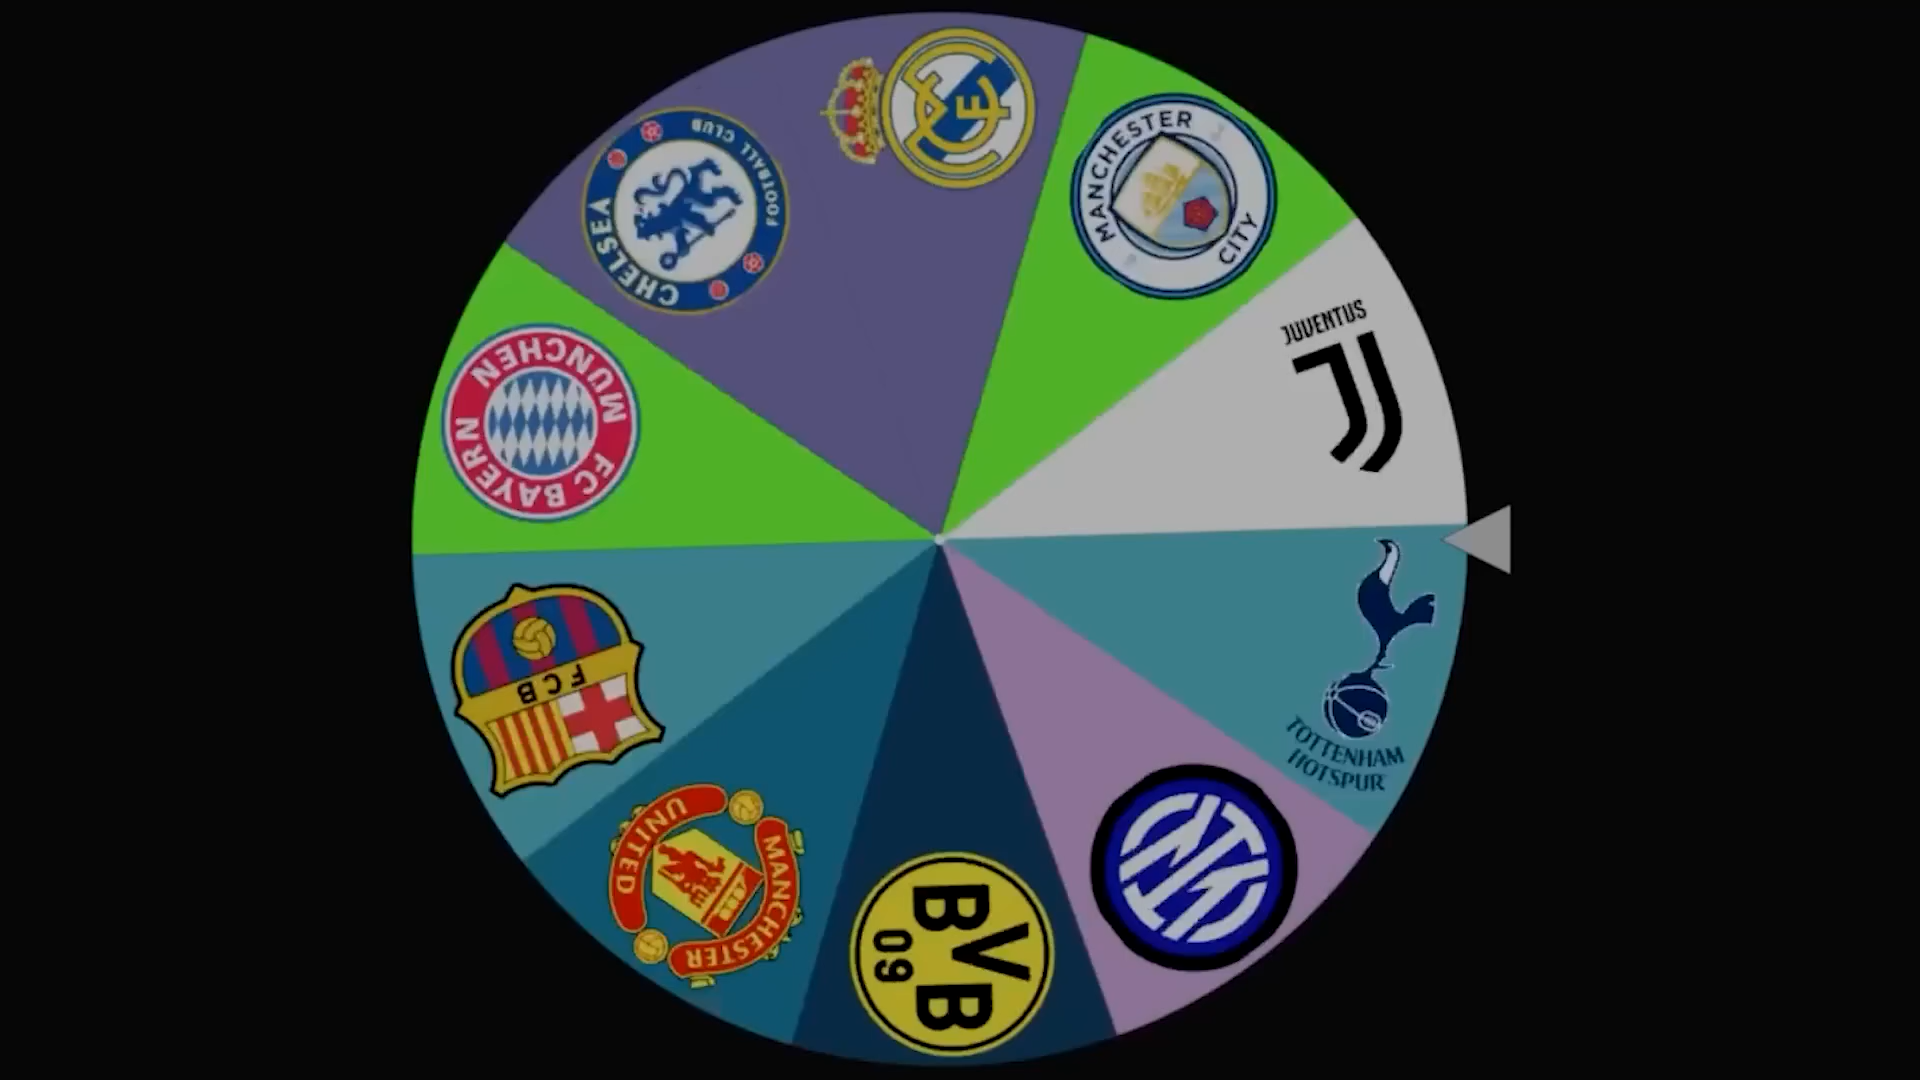 MANCHESTER
CITY
CHELSEA
FOOTBALL CLUB
JUVENTUS
FC BAYERN
MÜNCHEN
FCB
TOTTENHAM
HOTSPUR
MANCHESTER
UNITED
BVB
09